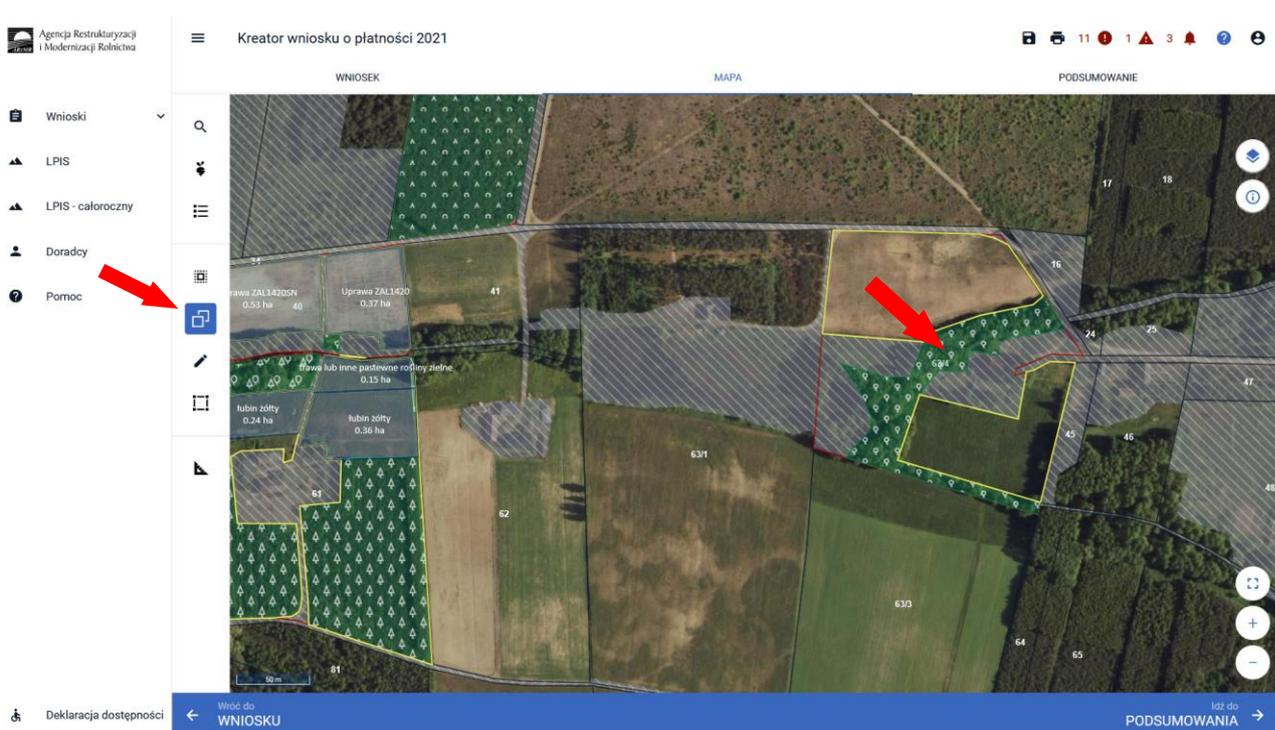 Agencja Restrukturyzacji
i Modernizacji Rolnictwa
Kreator wniosku o płatności 2021
11 1 3
WNIOSEK MAPA PODSUMOWANIE
Wnioski
LPIS
LPIS - całoroczny
Doradcy
Pomoc
17
18
34
16
41
Uprawa ZAL1420
0.37 ha
rawa ZAL1420SN
0.53 ha
40
24
25
62/4
trawa lub inne pastewne rośliny zielne
0.15 ha
47
łubin żółty
0.24 ha
łubin żółty
0.36 ha
45
46
63/1
48
61
62
63/3
64
65
81
50 m
Deklaracja dostępności
Wróć do
WNIOSKU
Idź do
PODSUMOWANIA